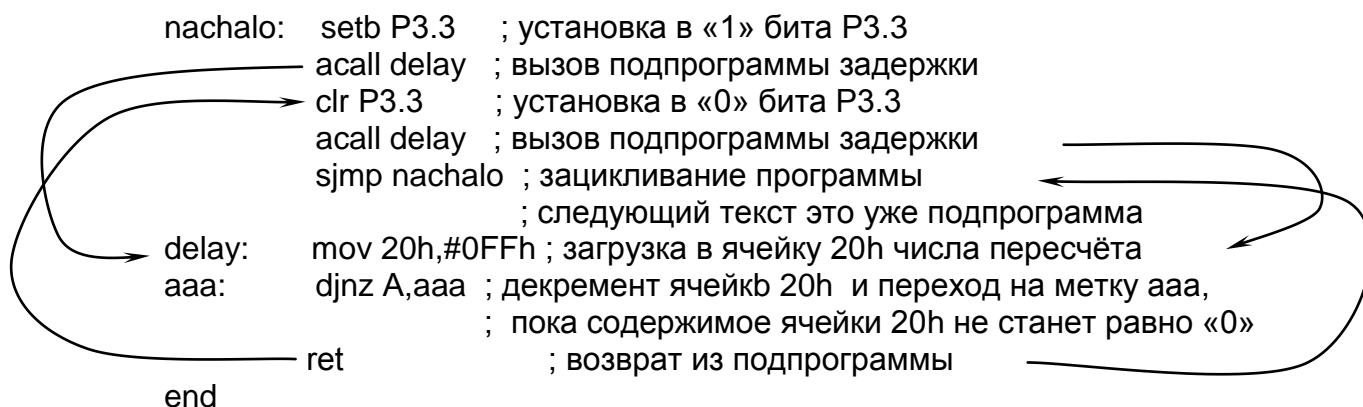 nachalo: setb P3.3 ; установка в «1» бита P3.3
acall delay ; вызов подпрограммы задержки
clr P3.3 ; установка в «0» бита P3.3
acall delay ; вызов подпрограммы задержки
sjmp nachalo ; зацикливание программы
; следующий текст это уже подпрограмма
delay: mov 20h,#0FFh ; загрузка в ячейку 20h числа пересчёта
aaa: djnz A,aaa ; декремент ячейкb 20h и переход на метку ааа,
; пока содержимое ячейки 20h не станет равно «0»
ret ; возврат из подпрограммы
end